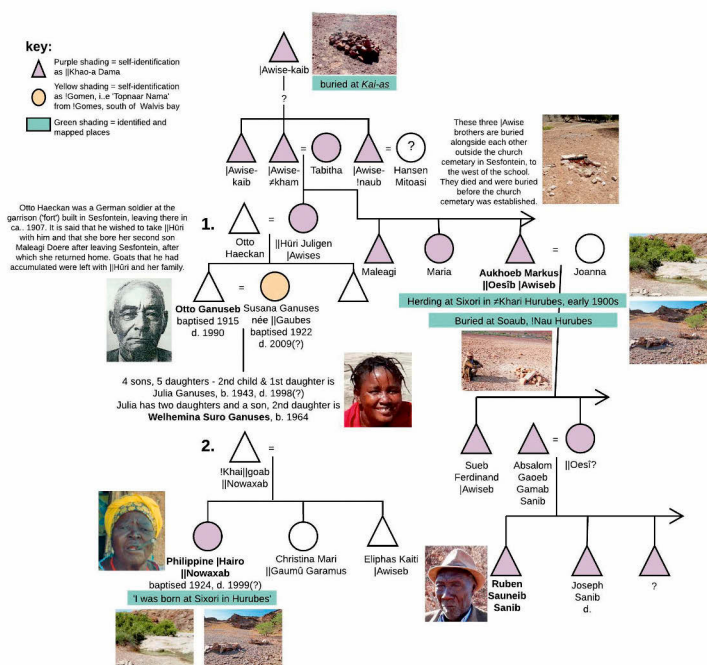 key:
Purple shading = self-identification
as ||Khao-a Dama
Yellow shading = self-identification
as !Gomen, i..e 'Topnaar Nama'
from !Gomes, south of Walvis bay
Green shading = identified and
mapped places
|Awise-kaib
buried at Kai-as
?
|Awise-
kaib
|Awise-
≠kham
=
Tabitha
|Awise-
!naub
=
?
Hansen
Mitoasi
These three |Awise
brothers are buried
alongside each other
outside the church
cemetery in Sesfontein, to
the west of the school.
They died and were buried
before the church
cemetery was established.
Otto Haeckan was a German soldier at the
garrison ('fort') built in Sesfontein, leaving there in
ca.. 1907. It is said that he wished to take ||Hūri
with him and that she bore her second son
Maleagi Doere after leaving Sesfontein, after
which she returned home. Goats that he had
accumulated were left with ||Hūri and her family.
1.
Otto
Haeckan
=
||Hūri Juligen
|Awises
Maleagi
Maria
Aukhoeb Markus
||Oesîb |Awiseb
=
Joanna
Herding at Sixori in ≠Khari Hurubes, early 1900s
Buried at Soaub, !Nau Hurubes
Otto Ganuseb
baptised 1915
d. 1990
=
Susana Ganuses
née ||Gaubes
baptised 1922
d. 2009(?)
4 sons, 5 daughters - 2nd child & 1st daughter is
Julia Ganuses, b. 1943, d. 1998(?)
Julia has two daughters and a son, 2nd daughter is
Welhemina Suro Ganuses, b. 1964
2.
=
!Khai||goab
||Nowaxab
Sueb
Ferdinand
|Awiseb
Absalom
Gaoeb
Gamab
Sanib
=
||Oesî?
Philippine |Hairo
||Nowaxab
baptised 1924, d. 1999(?)
'I was born at Sixori in Hurubes'
Christina Mari
||Gaumû Garamus
Eliphas Kaiti
|Awiseb
Ruben
Sauneib
Sanib
Joseph
Sanib
d.
?